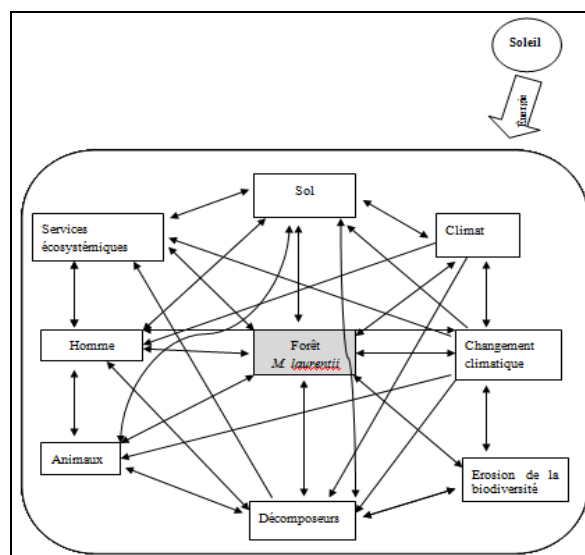 Soleil
Énergie
Sol
Services
écosystémiques
Climat
Homme
Forêt
M. laurentii
Changement
climatique
Animaux
Erosion de la
biodiversité
Décomposeurs